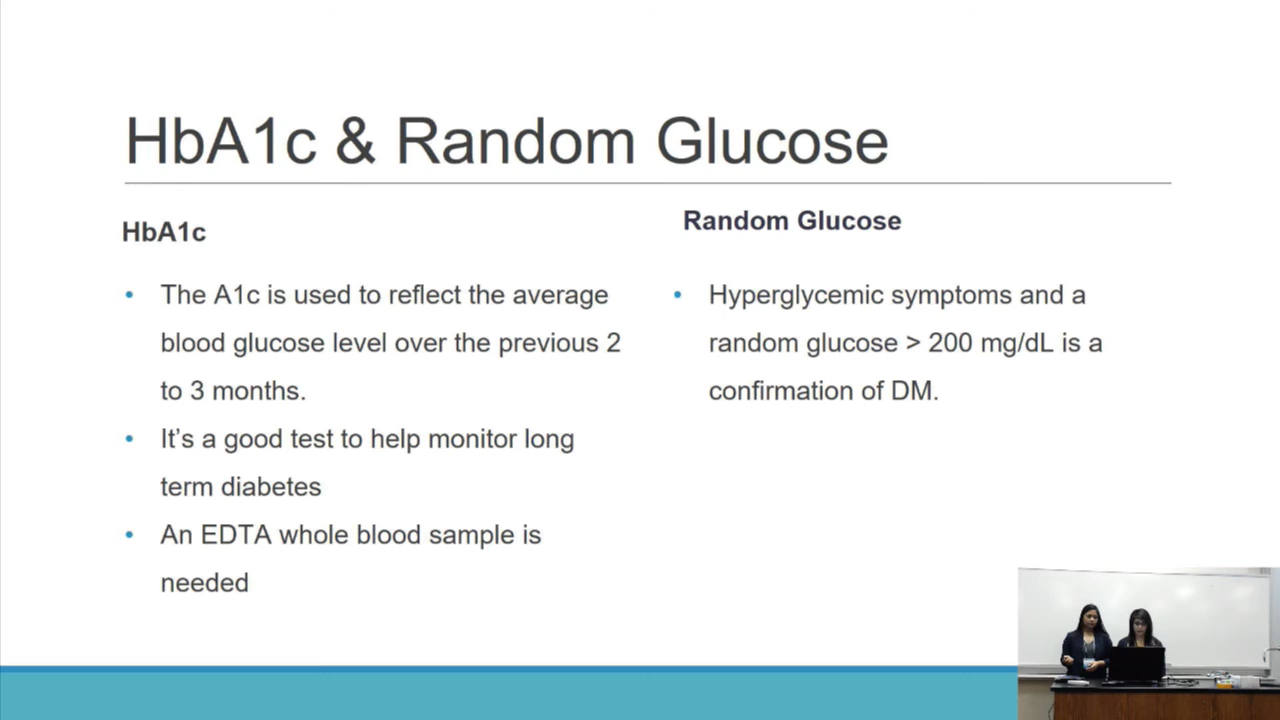 HbA1c & Random Glucose
HbA1c
The A1c is used to reflect the average
blood glucose level over the previous 2
to 3 months.
It’s a good test to help monitor long
term diabetes
An EDTA whole blood sample is
needed
Random Glucose
Hyperglycemic symptoms and a
random glucose > 200 mg/dL is a
confirmation of DM.